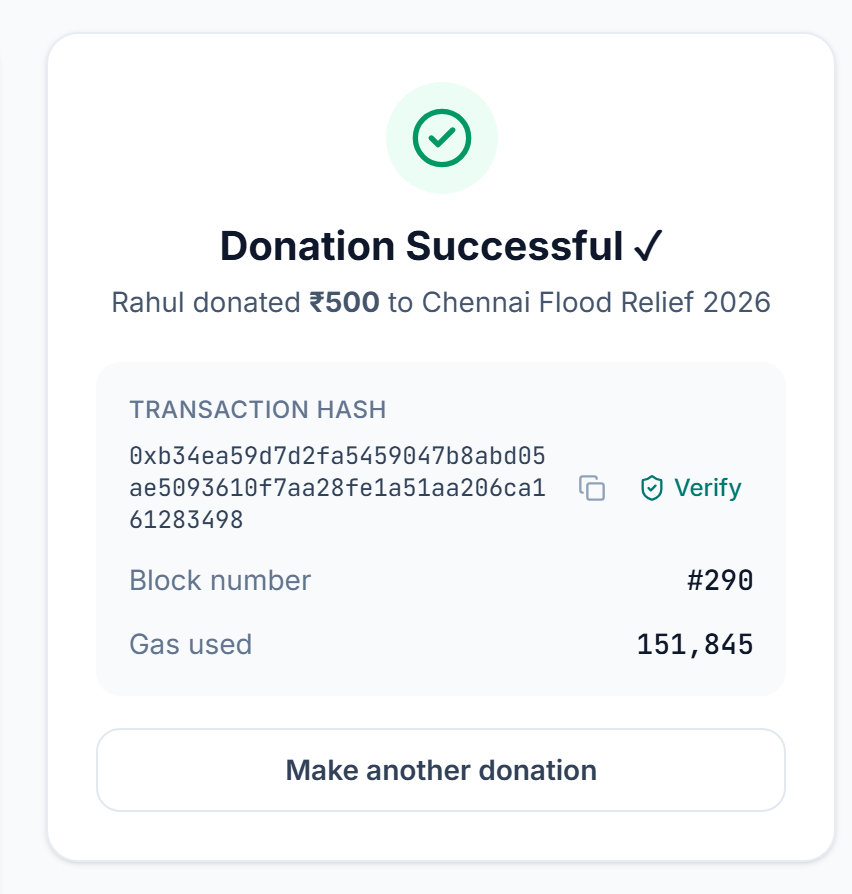 Donation Successful ✓
Rahul donated ₹500 to Chennai Flood Relief 2026
TRANSACTION HASH
0xb34ea59d7d2fa5459047b8abd05
ae5093610f7aa28fe1a51aa206ca1
61283498
Verify
Block number #290
Gas used 151,845
Make another donation